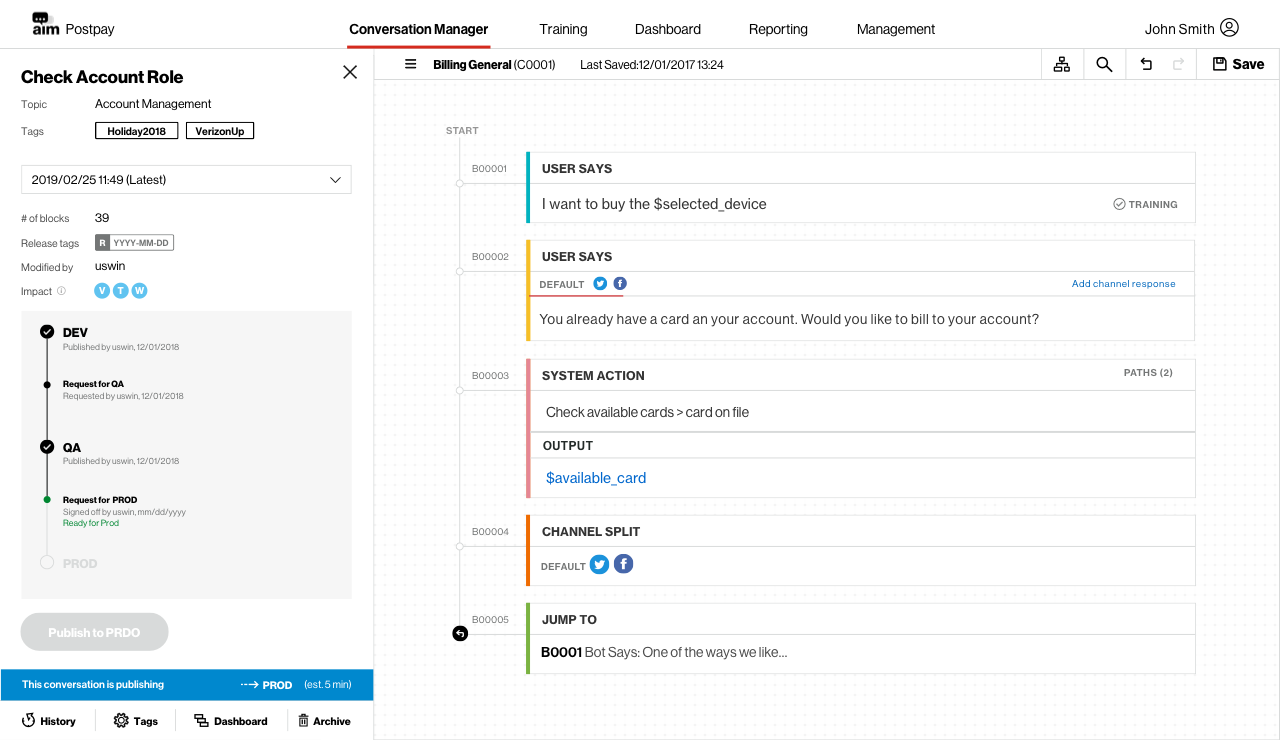 aim Postpay
Conversation Manager
Training
Dashboard
Reporting
Management
John Smith
Check Account Role
Topic Account Management
Tags Holiday2018 VerizonUp
2019/02/25 11:49 (Latest)
# of blocks 39
Release tags R YYYY-MM-DD
Modified by uswin
Impact V T W
DEV
Published by uswin, 12/01/2018
Request for QA
Requested by uswin, 12/01/2018
QA
Published by uswin, 12/01/2018
Request for PROD
Signed off by uswin, mm/dd/yyyy
Ready for Prod
PROD
Publish to PRDO
This conversation is publishing PROD (est. 5 min)
History
Tags
Dashboard
Archive
Billing General (C0001)
Last Saved:12/01/2017 13:24
Save
START
B00001
USER SAYS
I want to buy the $selected_device
TRAINING
B00002
USER SAYS
DEFAULT
Add channel response
You already have a card an your account. Would you like to bill to your account?
B00003
SYSTEM ACTION
PATHS (2)
Check available cards > card on file
OUTPUT
$available_card
B00004
CHANNEL SPLIT
DEFAULT
B00005
JUMP TO
B0001 Bot Says: One of the ways we like...